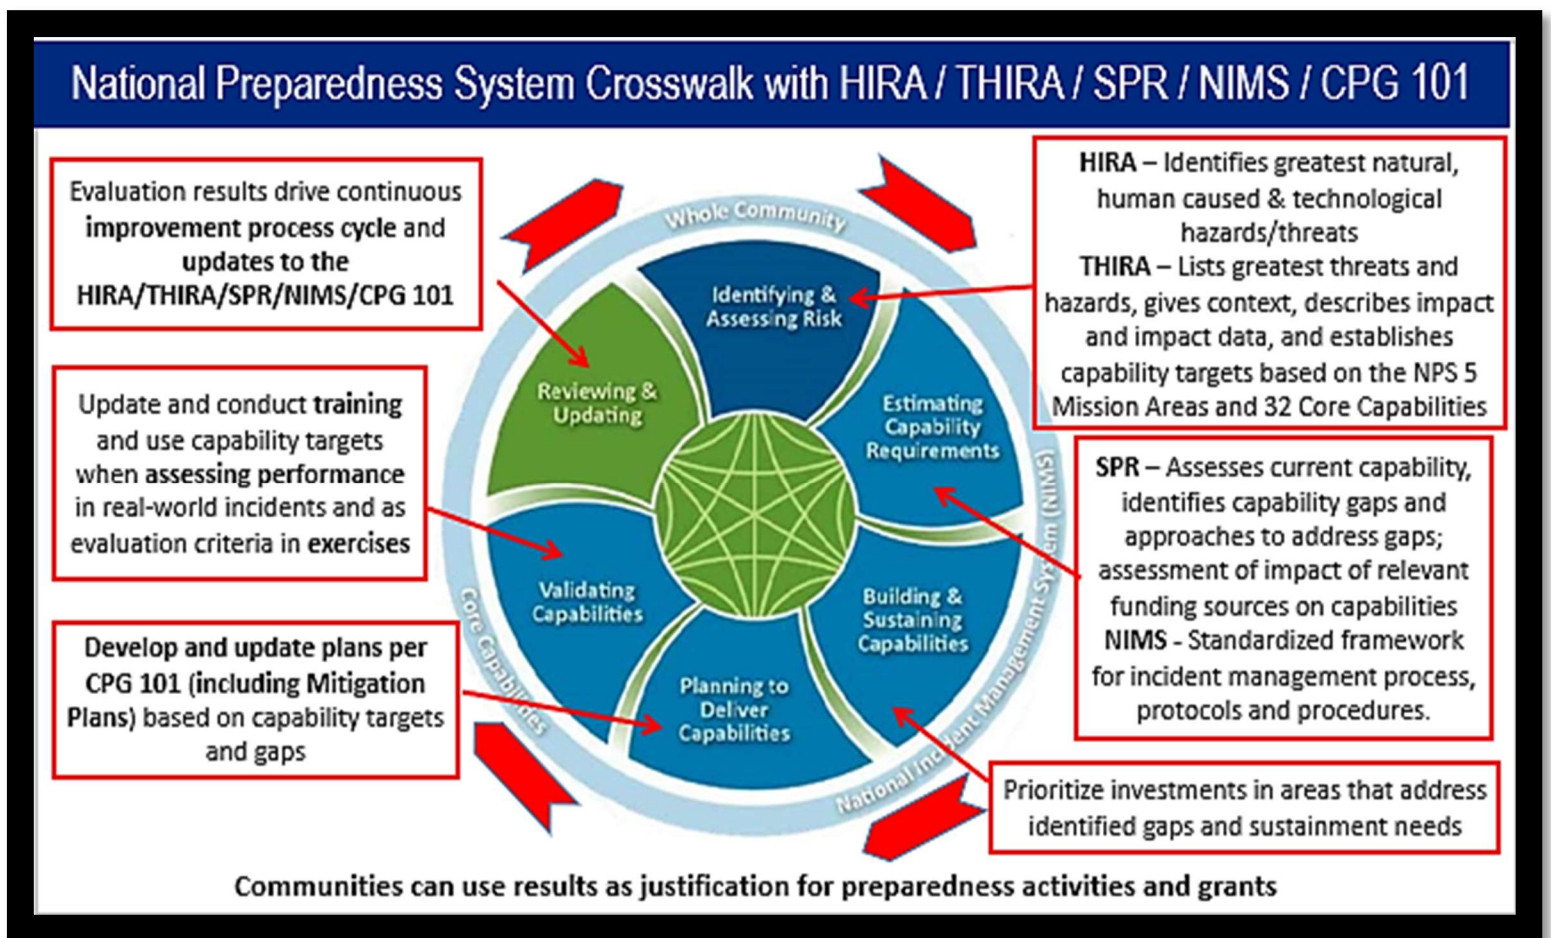 National Preparedness System Crosswalk with HIRA / THIRA / SPR / NIMS / CPG 101
Evaluation results drive continuous
improvement process cycle and
updates to the
HIRA/THIRA/SPR/NIMS/CPG 101
Update and conduct training
and use capability targets
when assessing performance
in real-world incidents and as
evaluation criteria in exercises
Develop and update plans per
CPG 101 (including Mitigation
Plans) based on capability targets
and gaps
Whole Community
Identifying &
Assessing Risk
Estimating
Capability
Requirements
Building &
Sustaining
Capabilities
Planning to
Deliver
Capabilities
Validating
Capabilities
Reviewing &
Updating
National Incident Management System (NIMS)
Core Capabilities
HIRA – Identifies greatest natural,
human caused & technological
hazards/threats
THIRA – Lists greatest threats and
hazards, gives context, describes impact
and impact data, and establishes
capability targets based on the NPS 5
Mission Areas and 32 Core Capabilities
SPR – Assesses current capability,
identifies capability gaps and
approaches to address gaps;
assessment of impact of relevant
funding sources on capabilities
NIMS - Standardized framework
for incident management process,
protocols and procedures.
Prioritize investments in areas that address
identified gaps and sustainment needs
Communities can use results as justification for preparedness activities and grants